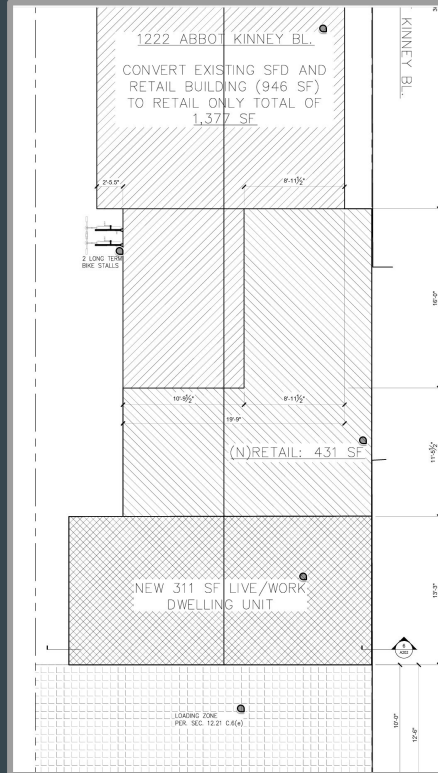 KINNEY BL.
1222 ABBOT KINNEY BL.
CONVERT EXISTING SFD AND
RETAIL BUILDING (946 SF)
TO RETAIL ONLY TOTAL OF
1,377 SF
2'-5.5"
8'-11½"
2 LONG TERM
BIKE STALLS
16'-0"
10'-9½"
8'-11½"
19'-9"
(N)RETAIL: 431 SF
11'-5½"
NEW 311 SF LIVE/WORK
DWELLING UNIT
13'-3"
LOADING ZONE
PER. SEC. 12.21 C.6(e)
10'-0"
12'-6"